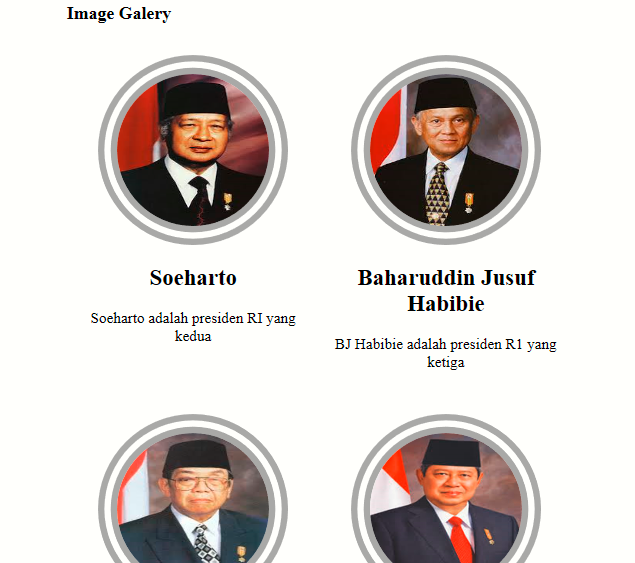 Image Galery
Soeharto
Soeharto adalah presiden RI yang
kedua
Baharuddin Jusuf
Habibie
BJ Habibie adalah presiden R1 yang
ketiga